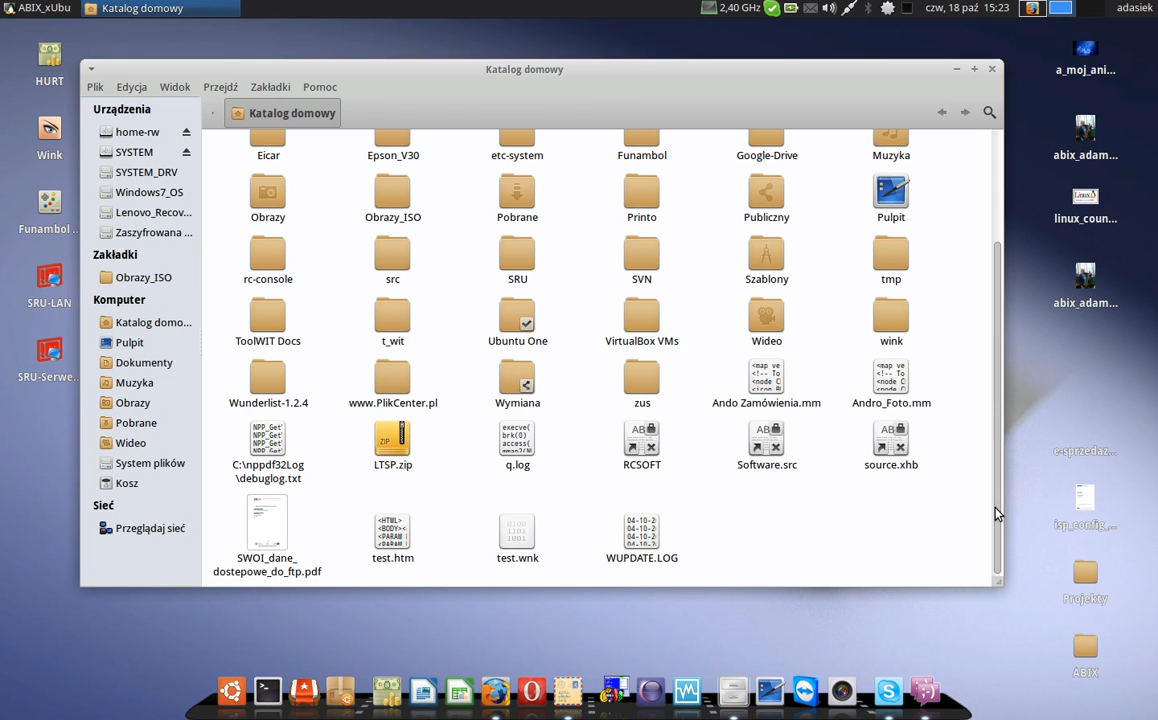 ABIX_xUbu
Katalog domowy
2,40 GHz
czw, 18 paź 15:23
adasiek
HURT
Wink
Funambol ...
SRU-LAN
SRU-Serwe...
Katalog domowy
Plik Edycja Widok Przejdź Zakładki Pomoc
Katalog domowy
Urządzenia
home-rw
SYSTEM
SYSTEM_DRV
Windows7_OS
Lenovo_Recov...
Zaszyfrowana ...
Zakładki
Obrazy_ISO
Komputer
Katalog domo...
Pulpit
Dokumenty
Muzyka
Obrazy
Pobrane
Wideo
System plików
Kosz
Sieć
Przeglądaj sieć
Eicar Epson_V30 etc-system Funambol Google-Drive Muzyka
Obrazy Obrazy_ISO Pobrane Printo Publiczny Pulpit
rc-console src SRU SVN Szablony tmp
ToolWIT Docs t_wit Ubuntu One VirtualBox VMs Wideo wink
Wunderlist-1.2.4 www.PlikCenter.pl Wymiana zus Ando Zamówienia.mm Andro_Foto.mm
C:\nppdf32Log
\debuglog.txt
LTSP.zip q.log RCSOFT Software.src source.xhb
SWOI_dane_
dostepowe_do_ftp.pdf
test.htm test.wnk WUPDATE.LOG
a_moj_ani...
abix_adam...
linux_coun...
abix_adam...
e-sprzedaz...
isp_config_...
Projekty
ABIX